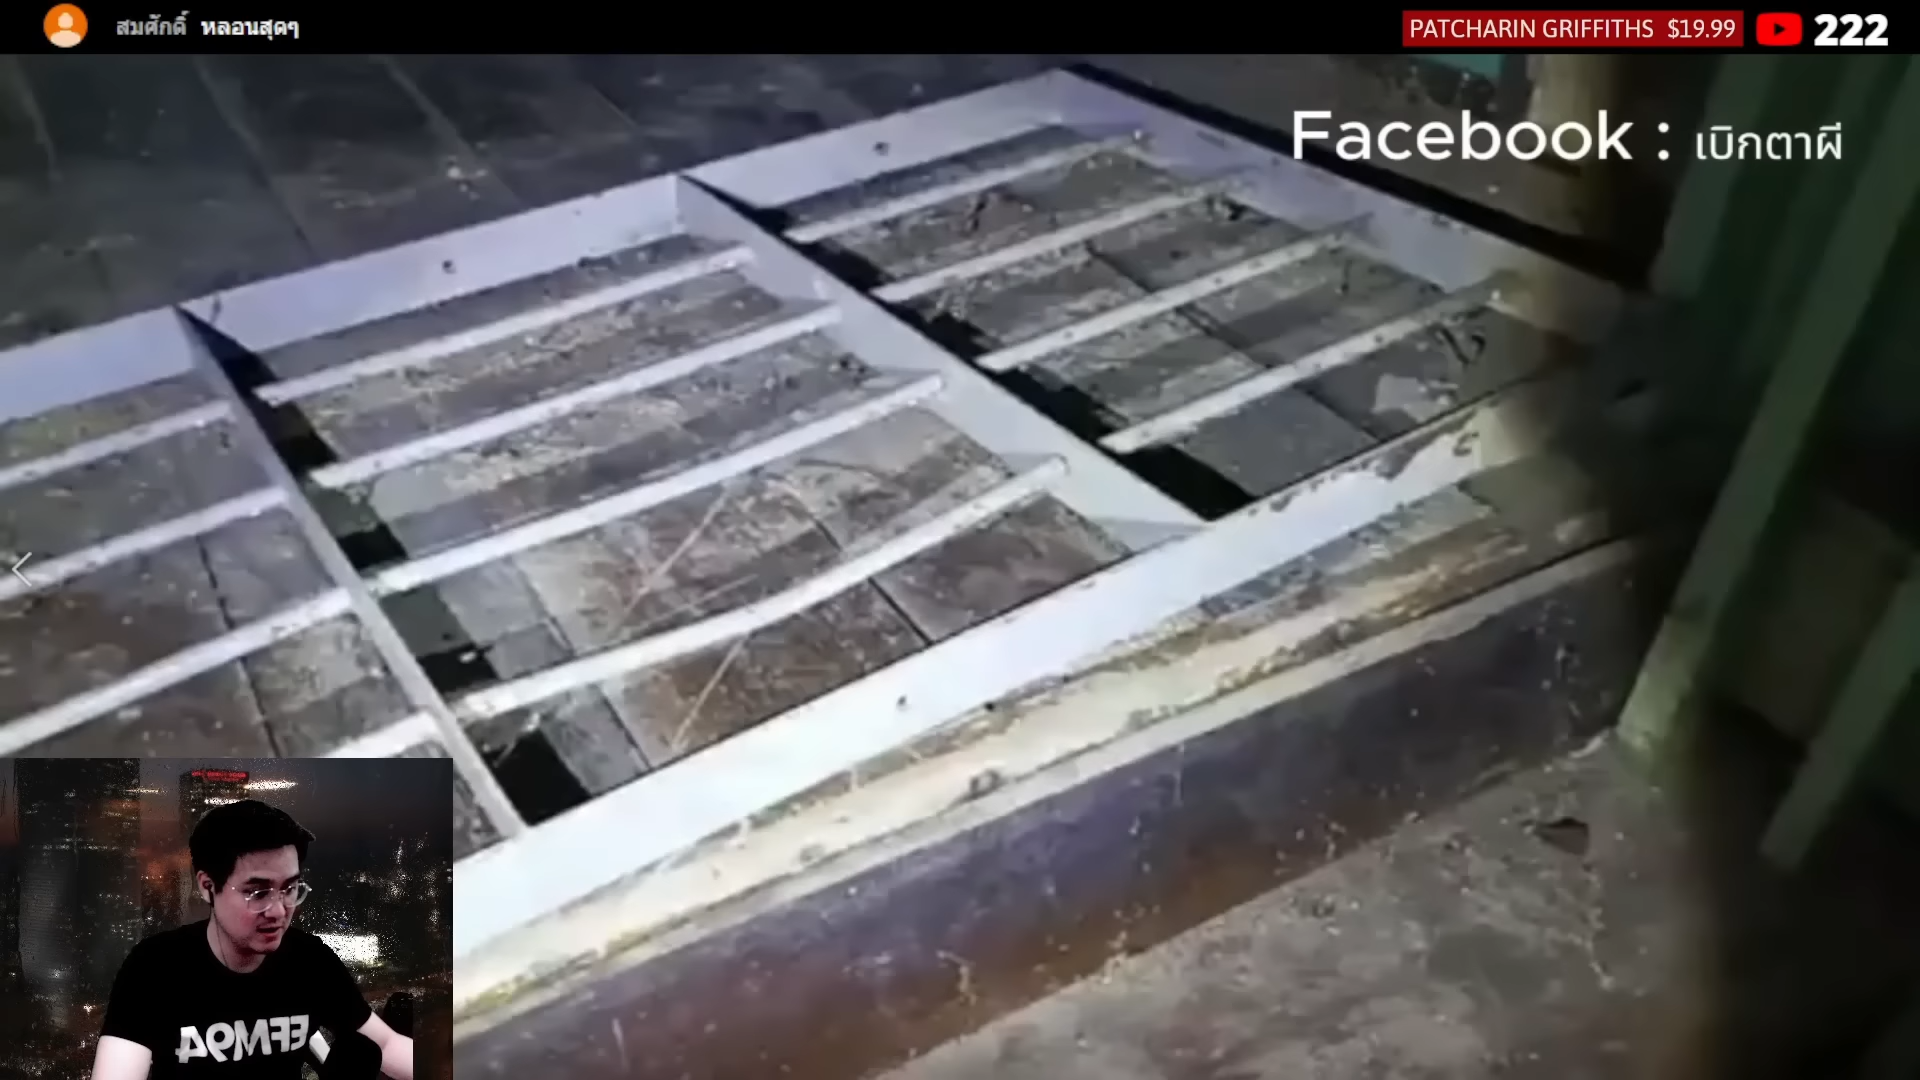 สมศักดิ์ หลอนสุดๆ
PATCHARIN GRIFFITHS $19.99
222
Facebook : เบิกตาผี
EFM94